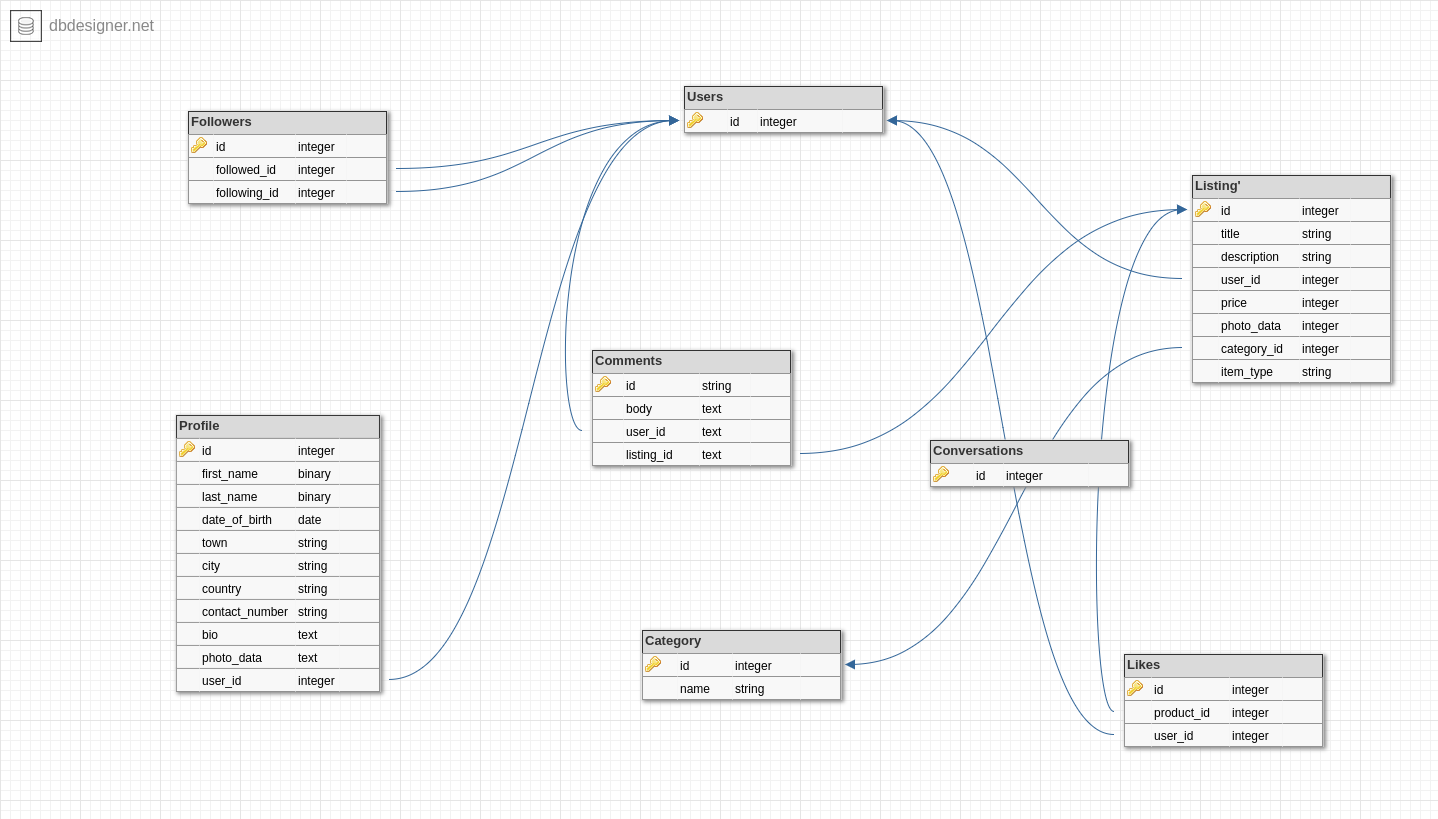 dbdesigner.net
Users
id integer
Followers
id integer
followed_id integer
following_id integer
Listing'
id integer
title string
description string
user_id integer
price integer
photo_data integer
category_id integer
item_type string
Comments
id string
body text
user_id text
listing_id text
Profile
id integer
first_name binary
last_name binary
date_of_birth date
town string
city string
country string
contact_number string
bio text
photo_data text
user_id integer
Conversations
id integer
Category
id integer
name string
Likes
id integer
product_id integer
user_id integer